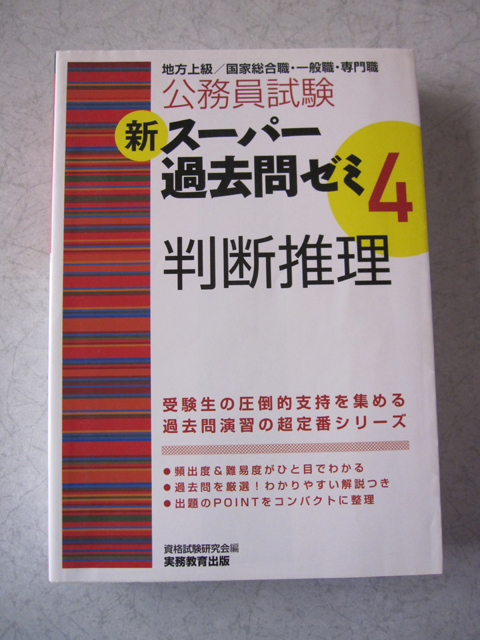 地方上級／国家総合職・一般職・専門職
公務員試験
新スーパー
過去問ゼミ4
判断推理
受験生の圧倒的支持を集める
過去問演習の超定番シリーズ
●頻出度＆難易度がひと目でわかる
●過去問を厳選！わかりやすい解説つき
●出題のPOINTをコンパクトに整理
資格試験研究会編
実務教育出版